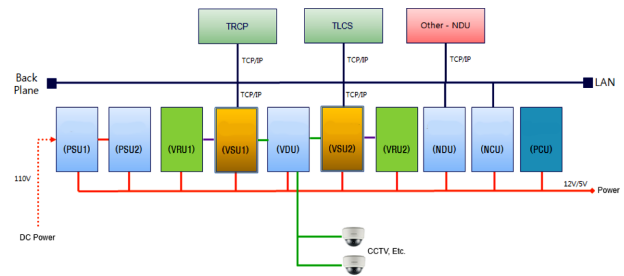 TRCP
TLCS
Other - NDU
TCP/IP
TCP/IP
TCP/IP
Back
Plane
LAN
TCP/IP
TCP/IP
(PSU1)
(PSU2)
(VRU1)
(VSU1)
(VDU)
(VSU2)
(VRU2)
(NDU)
(NCU)
(PCU)
110V
12V/5V
Power
DC Power
CCTV, Etc.